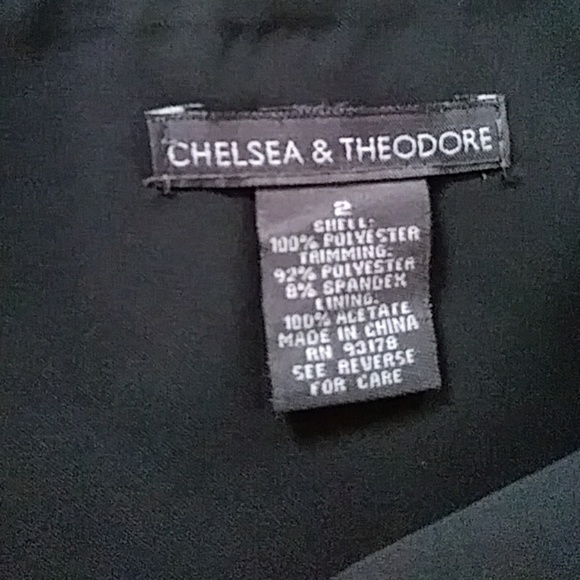 CHELSEA & THEODORE
2
SHELL:
100% POLYESTER
TRIMMING:
92% POLYESTER
8% SPANDEX
LINING:
100% ACETATE
MADE IN CHINA
RN 93178
SEE REVERSE
FOR CARE